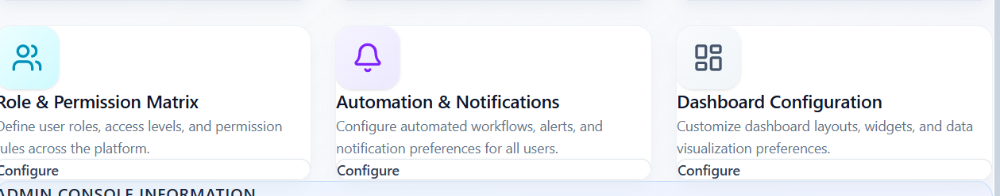 Role & Permission Matrix
Define user roles, access levels, and permission
rules across the platform.
Configure
Automation & Notifications
Configure automated workflows, alerts, and
notification preferences for all users.
Configure
Dashboard Configuration
Customize dashboard layouts, widgets, and data
visualization preferences.
Configure
ADMIN CONSOLE INFORMATION